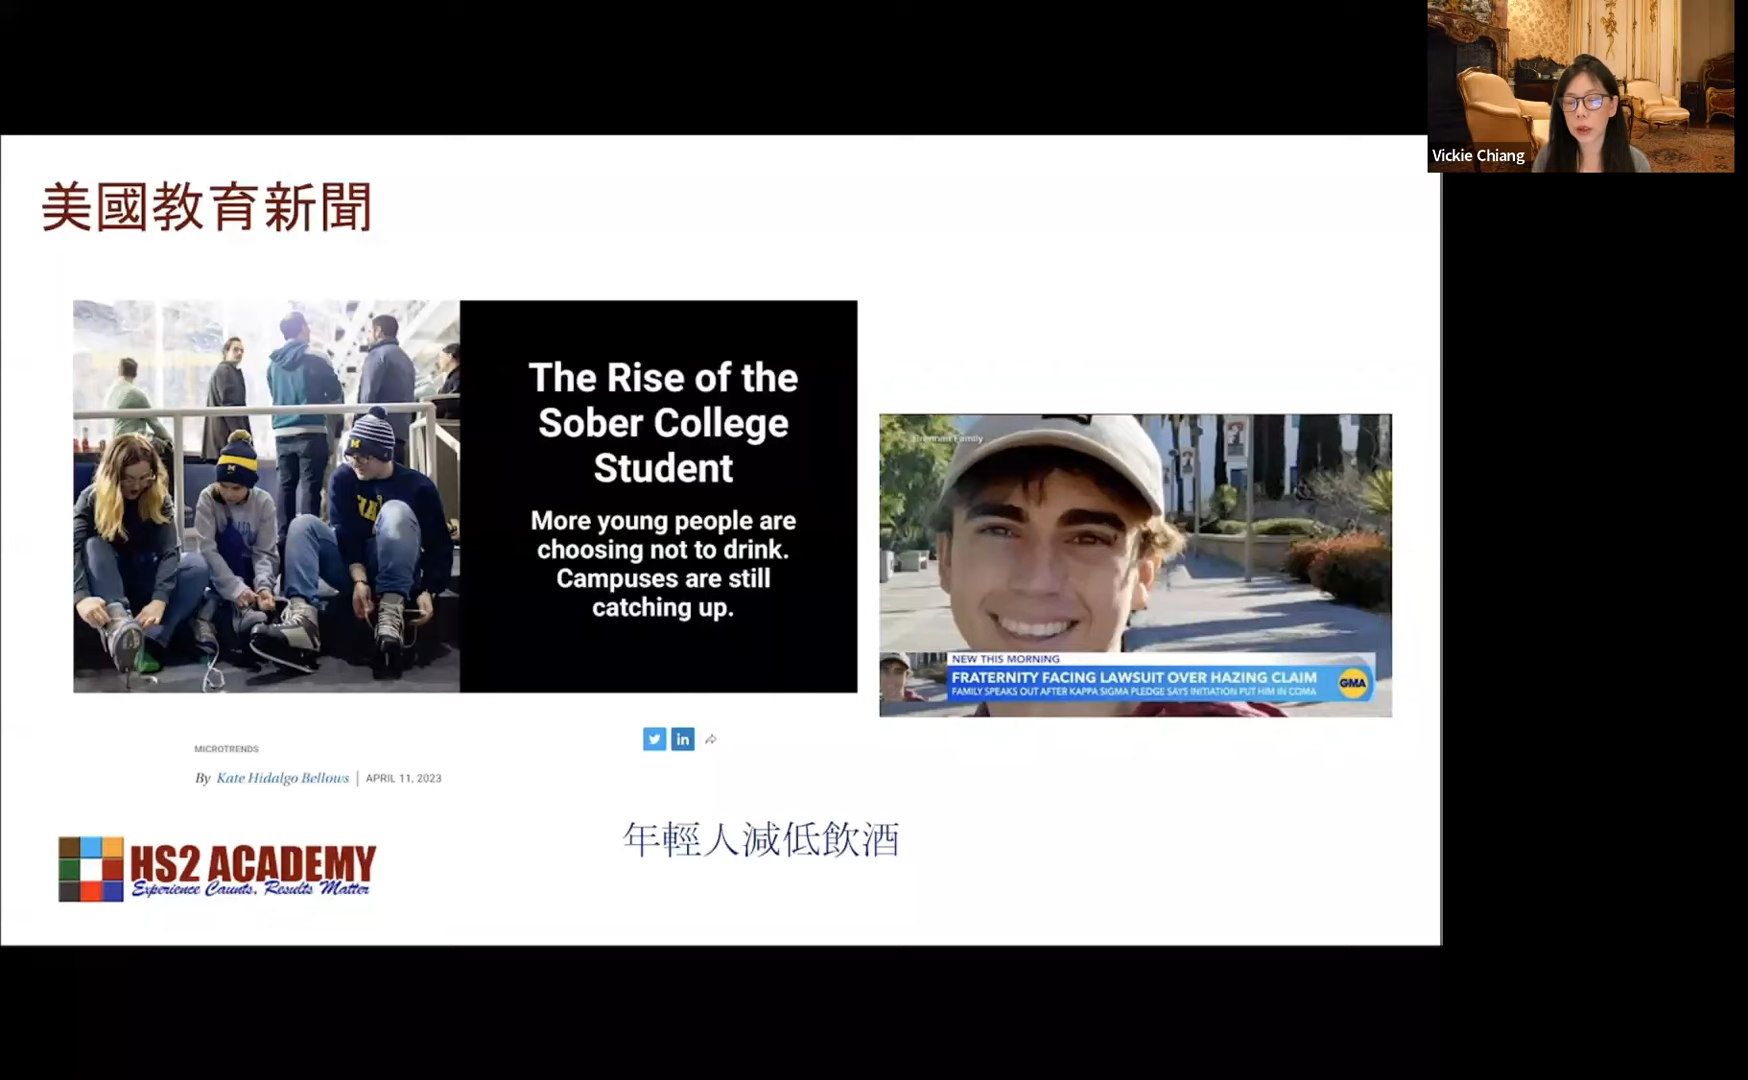 Vickie Chiang
美國教育新聞
The Rise of the
Sober College
Student
More young people are
choosing not to drink.
Campuses are still
catching up.
Brennan Family
NEW THIS MORNING
FRATERNITY FACING LAWSUIT OVER HAZING CLAIM
FAMILY SPEAKS OUT AFTER KAPPA SIGMA PLEDGE SAYS INITIATION PUT HIM IN COMA
GMA
in
MICROTRENDS
By Kate Hidalgo Bellows | APRIL 11, 2023
年輕人減低飲酒
HS2 ACADEMY
Experience Counts, Results Matter